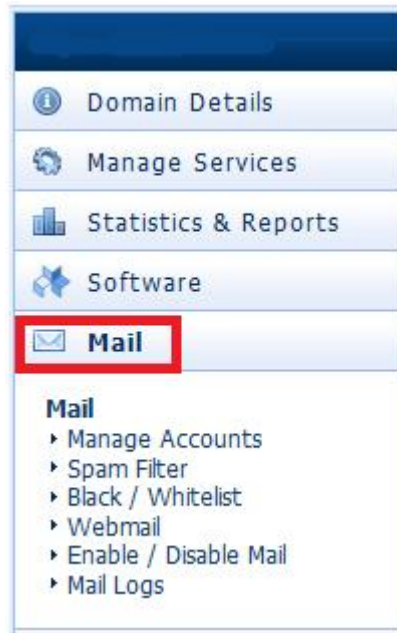 Domain Details
Manage Services
Statistics & Reports
Software
Mail
Mail
Manage Accounts
Spam Filter
Black / Whitelist
Webmail
Enable / Disable Mail
Mail Logs